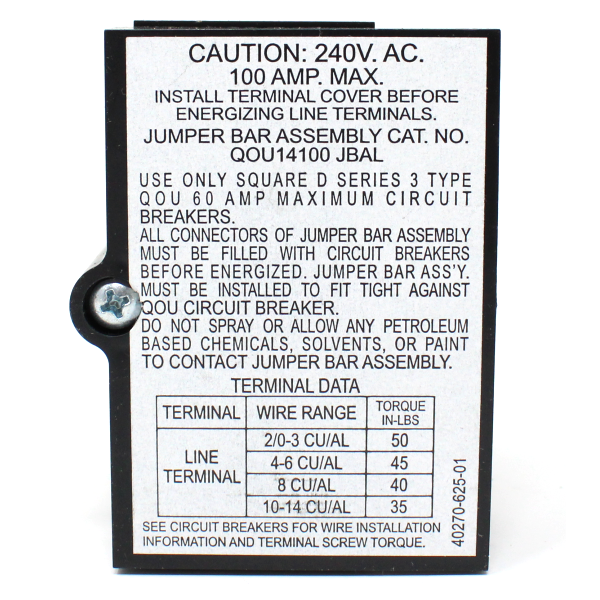 CAUTION: 240V. AC.
100 AMP. MAX.
INSTALL TERMINAL COVER BEFORE
ENERGIZING LINE TERMINALS.
JUMPER BAR ASSEMBLY CAT. NO.
QOU14100 JBAL
USE ONLY SQUARE D SERIES 3 TYPE
QOU 60 AMP MAXIMUM CIRCUIT
BREAKERS.
ALL CONNECTORS OF JUMPER BAR ASSEMBLY
MUST BE FILLED WITH CIRCUIT BREAKERS
BEFORE ENERGIZED. JUMPER BAR ASS'Y.
MUST BE INSTALLED TO FIT TIGHT AGAINST
QOU CIRCUIT BREAKER.
DO NOT SPRAY OR ALLOW ANY PETROLEUM
BASED CHEMICALS, SOLVENTS, OR PAINT
TO CONTACT JUMPER BAR ASSEMBLY.
TERMINAL DATA
TERMINAL WIRE RANGE TORQUE IN-LBS
LINE TERMINAL
2/0-3 CU/AL 50
4-6 CU/AL 45
8 CU/AL 40
10-14 CU/AL 35
SEE CIRCUIT BREAKERS FOR WIRE INSTALLATION
INFORMATION AND TERMINAL SCREW TORQUE.
40270-625-01